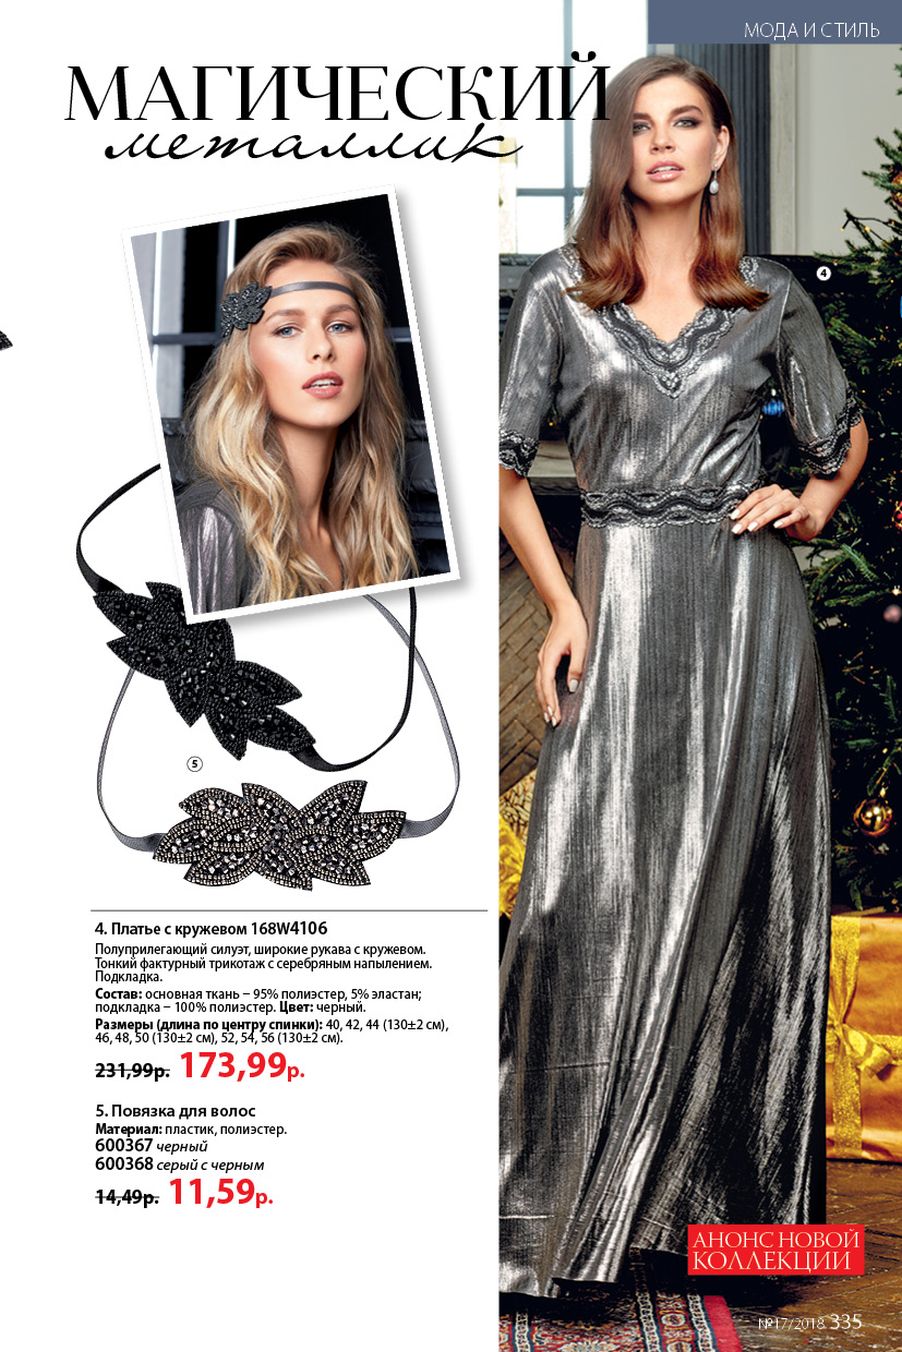 МОДА И СТИЛЬ
МАГИЧЕСКИЙ
металлик
4
5
4. Платье с кружевом 168W4106
Полуприлегающий силуэт, широкие рукава с кружевом.
Тонкий фактурный трикотаж с серебряным напылением.
Подкладка.
Состав: основная ткань – 95% полиэстер, 5% эластан;
подкладка – 100% полиэстер. Цвет: черный.
Размеры (длина по центру спинки): 40, 42, 44 (130±2 см),
46, 48, 50 (130±2 см), 52, 54, 56 (130±2 см).
231,99р. 173,99р.
5. Повязка для волос
Материал: пластик, полиэстер.
600367 черный
600368 серый с черным
14,49р. 11,59р.
АНОНС НОВОЙ
КОЛЛЕКЦИИ
№17/2018 335